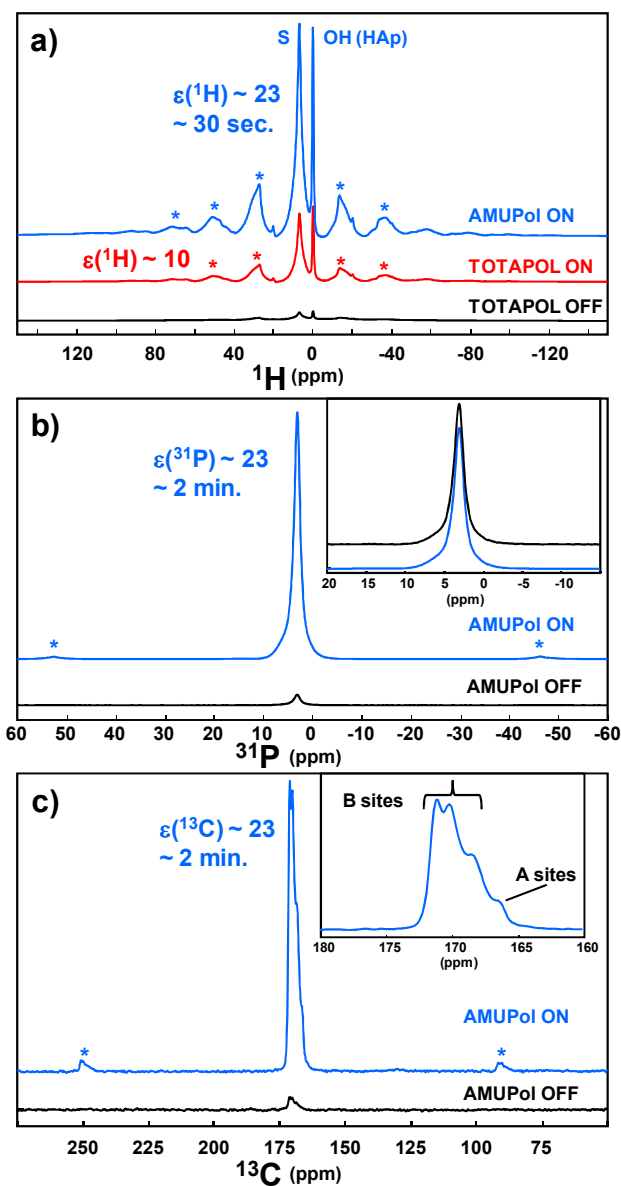 a)
S OH (HAp)
ε(¹H) ~ 23
~ 30 sec.
* * * * * *
AMUPol ON
ε(¹H) ~ 10
* * * *
TOTAPOL ON
TOTAPOL OFF
120 80 40 0 -40 -80 -120
¹H (ppm)
b)
ε(³¹P) ~ 23
~ 2 min.
20 15 10 5 0 -5 -10
(ppm)
AMUPol ON
* *
AMUPol OFF
60 50 40 30 20 10 0 -10 -20 -30 -40 -50 -60
³¹P (ppm)
c)
ε(¹³C) ~ 23
~ 2 min.
B sites
A sites
180 175 170 165 160
(ppm)
AMUPol ON
* *
AMUPol OFF
250 225 200 175 150 125 100 75
¹³C (ppm)